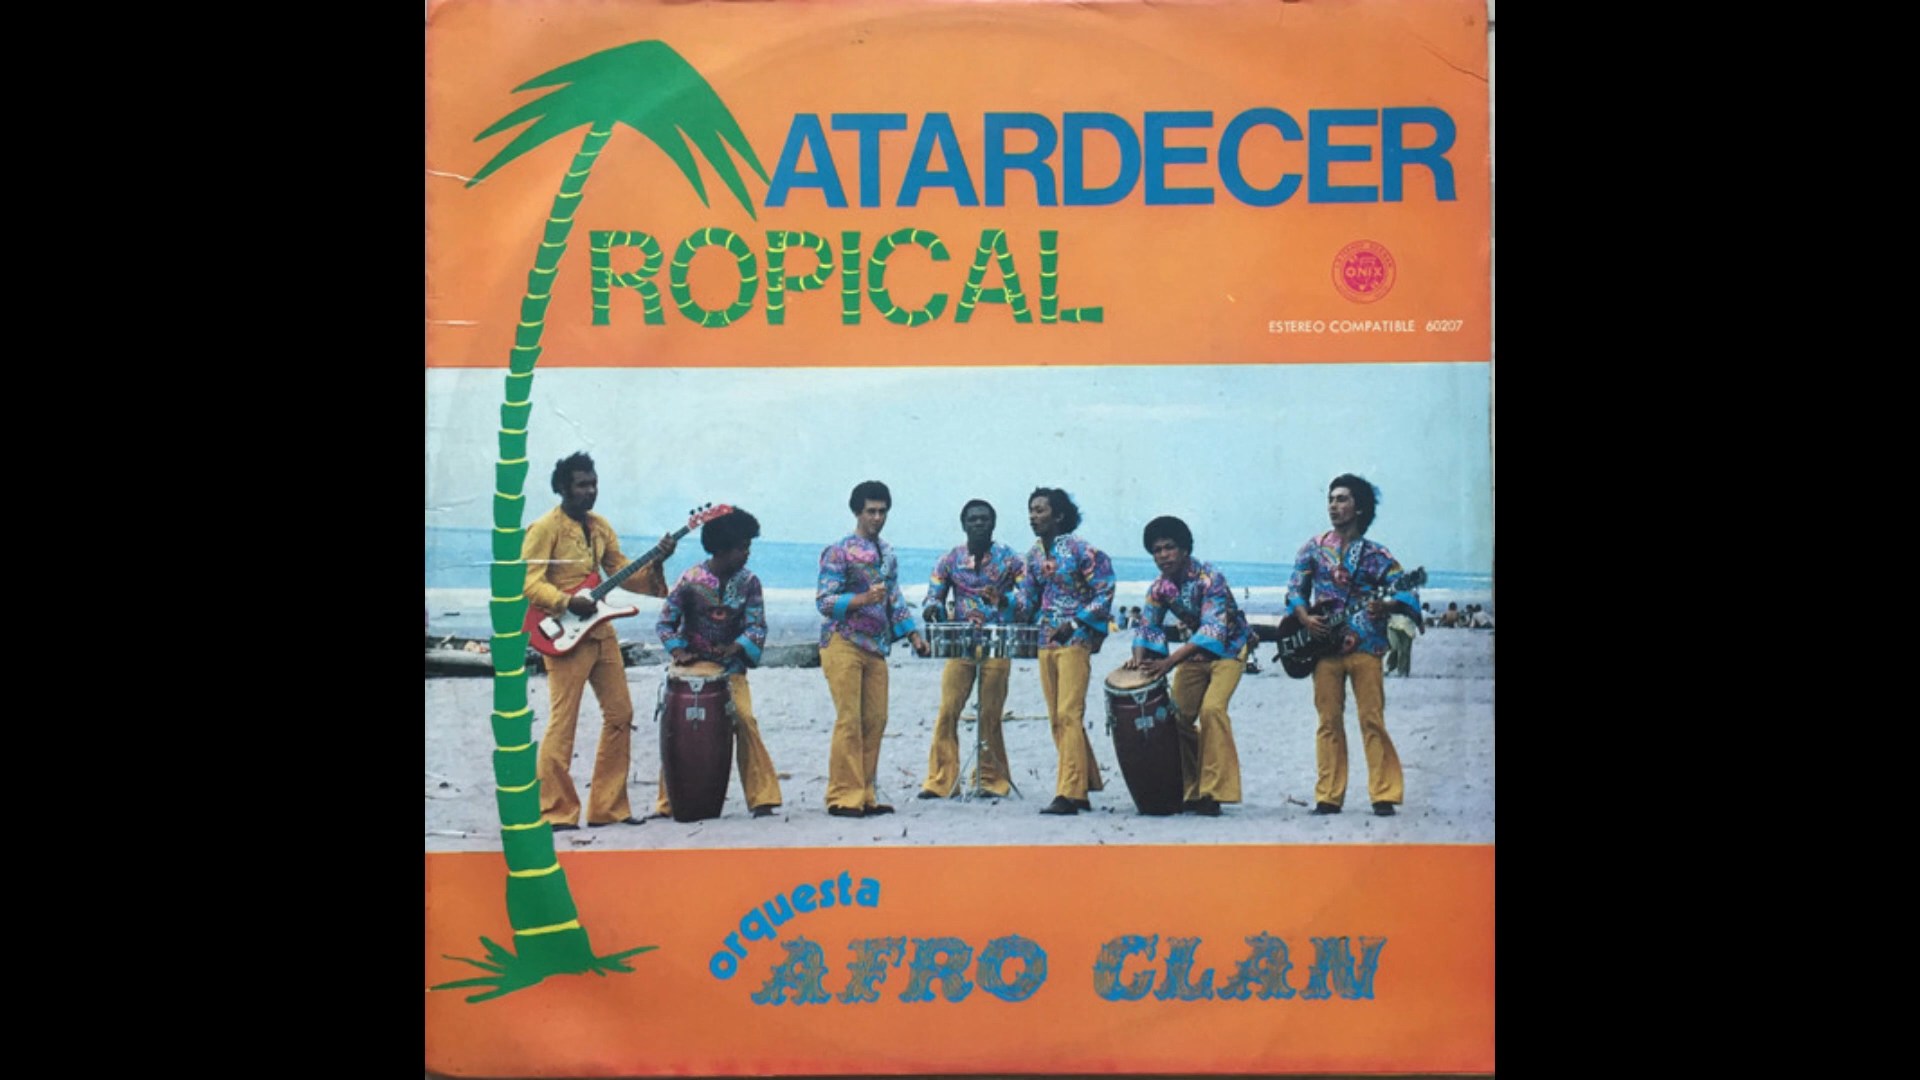 ATARDECER
TROPICAL
ONIX
ESTEREO COMPATIBLE 60207
orquesta
AFRO CLAN